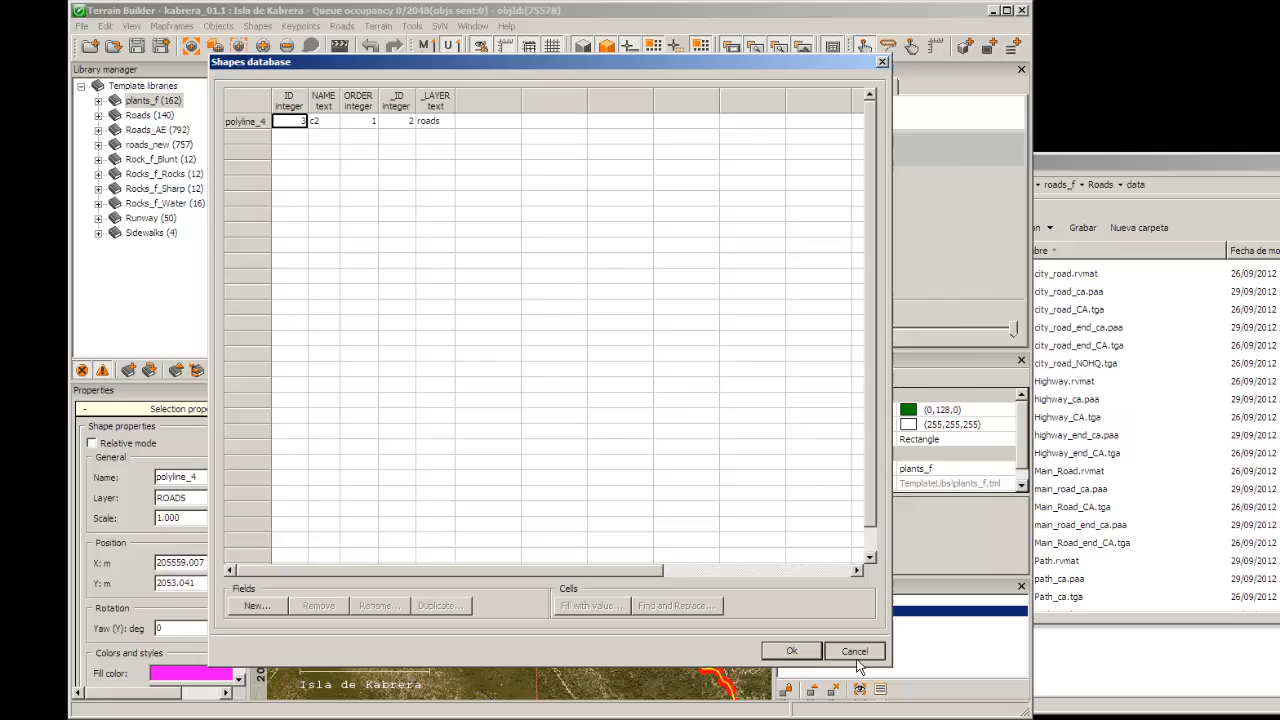 Terrain Builder - kabrera_01.1 : Isla de Kabrera - Queue occupancy 0/2048(objs sent:0) - objId:(75578)
File Edit View Mapframes Objects Shapes Keypoints Roads Terrain Tools SVN Window Help
Library manager
Template libraries
plants_f (162)
Roads (140)
Roads_AE (792)
roads_new (757)
Rock_f_Blunt (12)
Rocks_f_Rocks (12)
Rocks_f_Sharp (12)
Rocks_f_Water (16)
Runway (50)
Sidewalks (4)
Properties
Selection prop
Shape properties
Relative mode
General
Name: polyline_4
Layer: ROADS
Scale: 1.000
Position
X: m 205559.007
Y: m 2053.041
Rotation
Yaw (Y): deg 0
Colors and styles
Fill color:
Shapes database
ID integer NAME text ORDER integer _ID integer _LAYER text
polyline_4 3 c2 1 2 roads
Fields
New... Remove Rename... Duplicate...
Cells
Fill with value... Find and Replace...
Ok Cancel
Isla de Kabrera
(0,128,0)
(255,255,255)
Rectangle
plants_f
TemplateLibs\plants_f.tml
roads_f Roads data
Grabar Nueva carpeta
bre Fecha de mo
city_road.rvmat 26/09/2012
city_road_ca.paa 29/09/2012
city_road_CA.tga 26/09/2012
city_road_end_ca.paa 29/09/2012
city_road_end_CA.tga 26/09/2012
city_road_NOHQ.tga 26/09/2012
Highway.rvmat 26/09/2012
highway_ca.paa 29/09/2012
Highway_CA.tga 26/09/2012
highway_end_ca.paa 29/09/2012
Highway_end_CA.tga 26/09/2012
Main_Road.rvmat 26/09/2012
main_road_ca.paa 29/09/2012
Main_Road_CA.tga 26/09/2012
main_road_end_ca.paa 29/09/2012
Main_Road_end_CA.tga 26/09/2012
Path.rvmat 26/09/2012
Path_ca.paa 29/09/2012
Path_ca.tga 26/09/2012